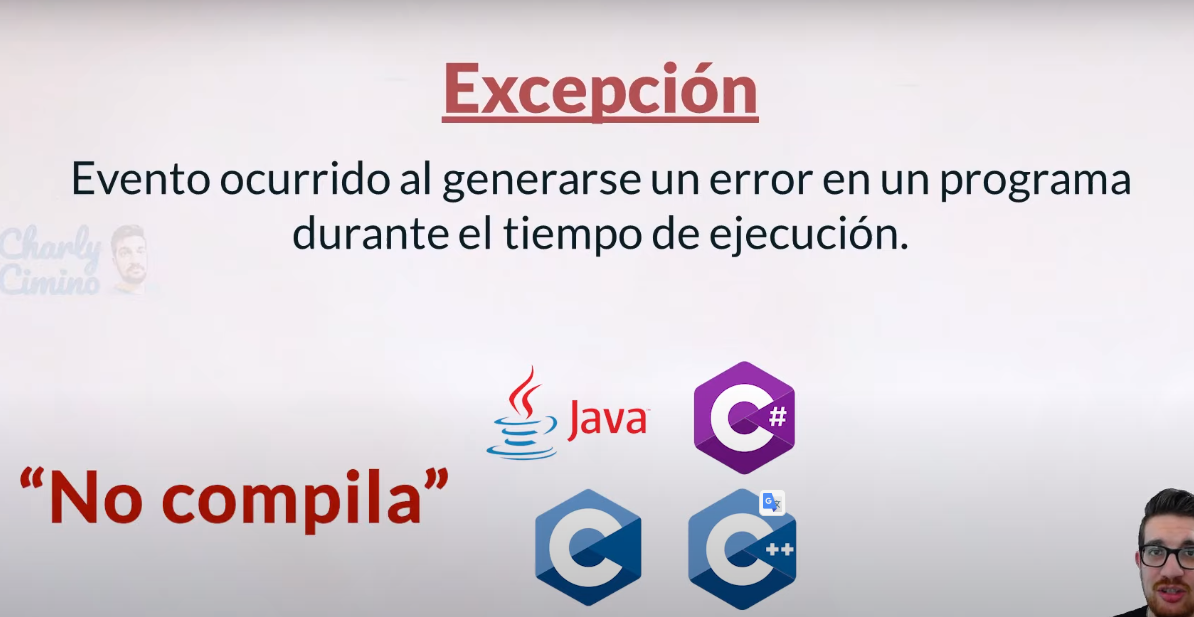 Excepción
Evento ocurrido al generarse un error en un programa
durante el tiempo de ejecución.
Charly
Cimino
Java
C#
“No compila”
C
C++
G